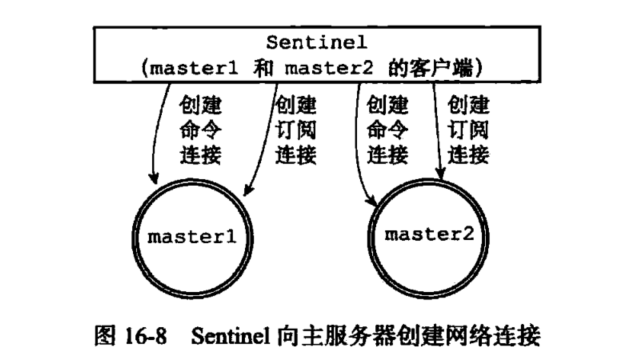 Sentinel
(master1 和 master2 的客户端)
创建
命令
连接
创建
订阅
连接
创建
命令
连接
创建
订阅
连接
master1
master2
图 16-8 Sentinel 向主服务器创建网络连接